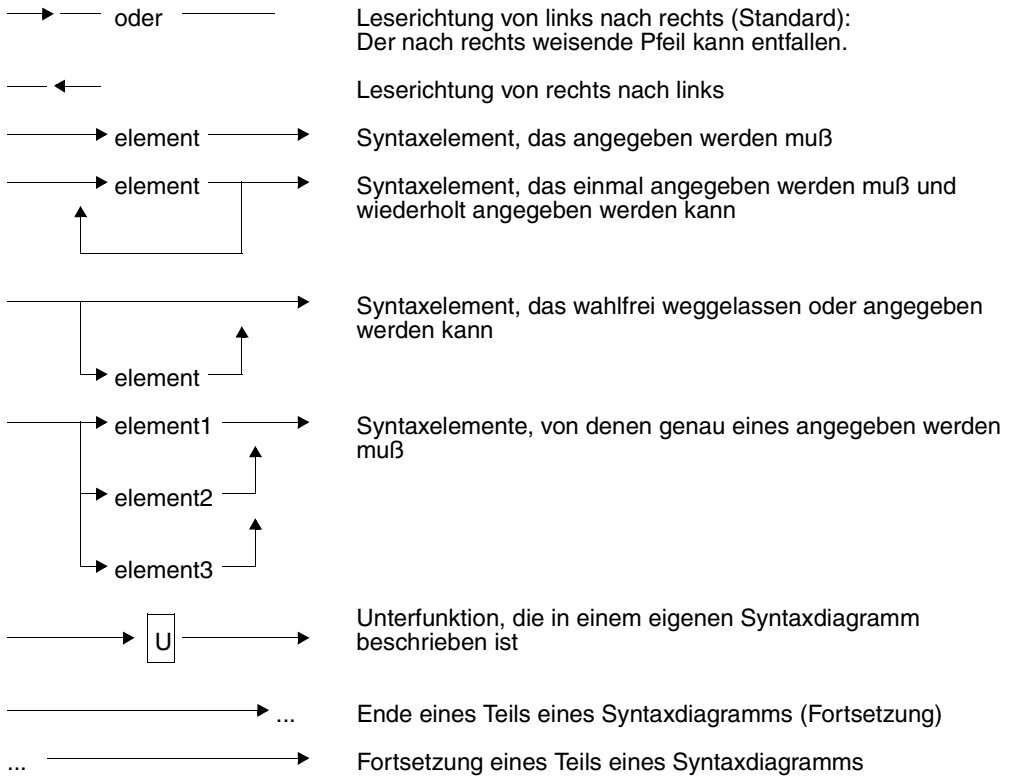 oder Leserichtung von links nach rechts (Standard):
Der nach rechts weisende Pfeil kann entfallen.
Leserichtung von rechts nach links
element Syntaxelement, das angegeben werden muß
element Syntaxelement, das einmal angegeben werden muß und
wiederholt angegeben werden kann
Syntaxelement, das wahlfrei weggelassen oder angegeben
werden kann
element
element1 Syntaxelemente, von denen genau eines angegeben werden
muß
element2
element3
Unterfunktion, die in einem eigenen Syntaxdiagramm
U beschrieben ist
... Ende eines Teils eines Syntaxdiagramms (Fortsetzung)
... Fortsetzung eines Teils eines Syntaxdiagramms